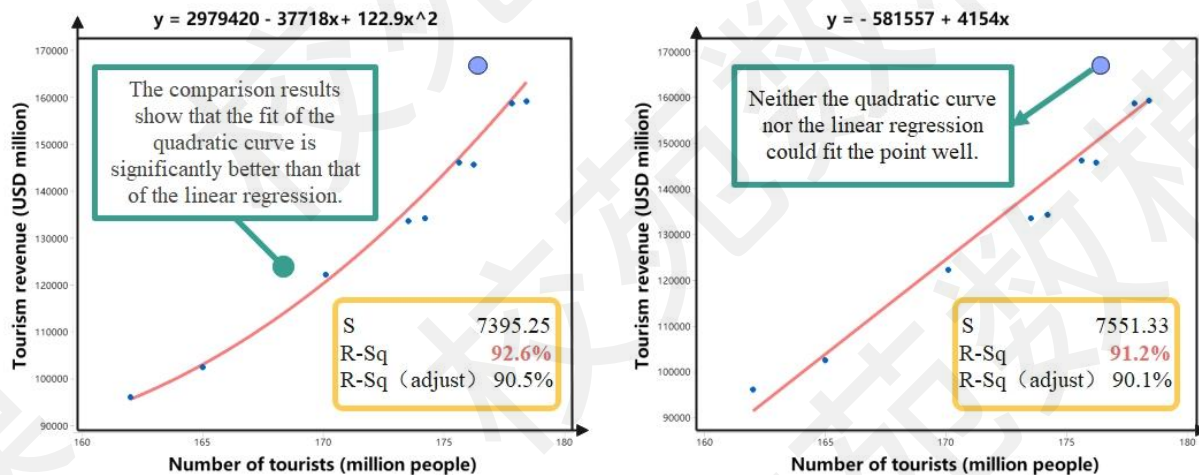 y = 2979420 - 37718x+ 122.9x^2
170000
160000
150000
140000
130000
120000
110000
100000
90000
Tourism revenue (USD million)
The comparison results
show that the fit of the
quadratic curve is
significantly better than that
of the linear regression.
S 7395.25
R-Sq 92.6%
R-Sq（adjust） 90.5%
160 165 170 175 180
Number of tourists (million people)
y = - 581557 + 4154x
170000
160000
150000
140000
130000
120000
110000
100000
90000
Tourism revenue (USD million)
Neither the quadratic curve
nor the linear regression
could fit the point well.
S 7551.33
R-Sq 91.2%
R-Sq（adjust） 90.1%
160 165 170 175 180
Number of tourists (million people)
校苑数模